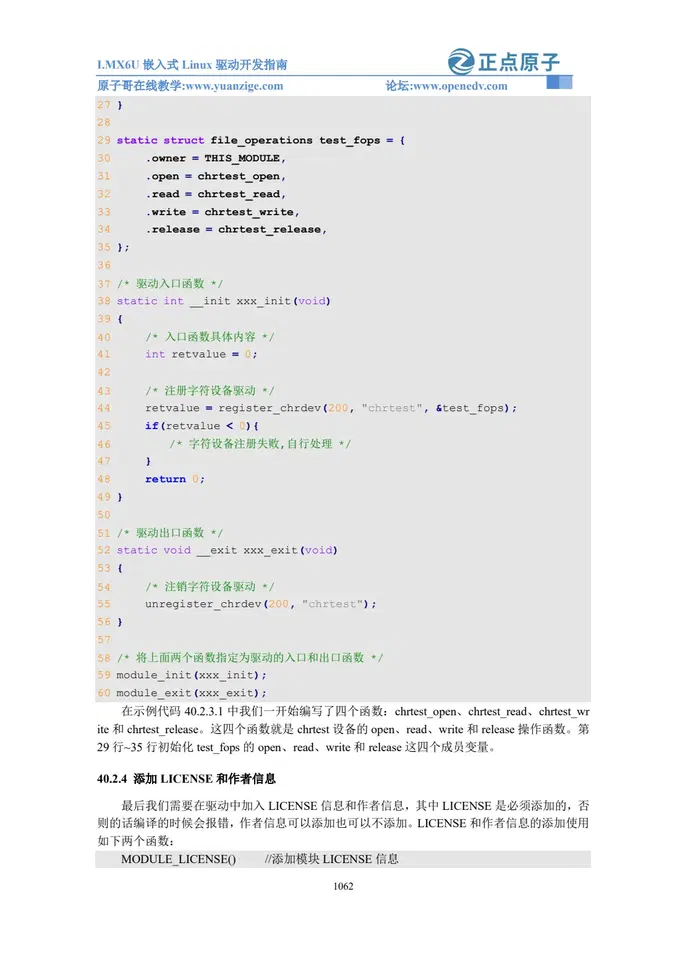 I.MX6U 嵌入式 Linux 驱动开发指南
正点原子
原子哥在线教学:www.yuanzige.com 论坛:www.openedv.com
27 }
28
29 static struct file_operations test_fops = {
30     .owner = THIS_MODULE,
31     .open = chrtest_open,
32     .read = chrtest_read,
33     .write = chrtest_write,
34     .release = chrtest_release,
35 };
36
37 /* 驱动入口函数 */
38 static int __init xxx_init(void)
39 {
40     /* 入口函数具体内容 */
41     int retvalue = 0;
42
43     /* 注册字符设备驱动 */
44     retvalue = register_chrdev(200, "chrtest", &test_fops);
45     if(retvalue < 0){
46         /* 字符设备注册失败,自行处理 */
47     }
48     return 0;
49 }
50
51 /* 驱动出口函数 */
52 static void __exit xxx_exit(void)
53 {
54     /* 注销字符设备驱动 */
55     unregister_chrdev(200, "chrtest");
56 }
57
58 /* 将上面两个函数指定为驱动的入口和出口函数 */
59 module_init(xxx_init);
60 module_exit(xxx_exit);
在示例代码 40.2.3.1 中我们一开始编写了四个函数：chrtest_open、chrtest_read、chrtest_wr
ite 和 chrtest_release。这四个函数就是 chrtest 设备的 open、read、write 和 release 操作函数。第
29 行~35 行初始化 test_fops 的 open、read、write 和 release 这四个成员变量。
40.2.4 添加 LICENSE 和作者信息
最后我们需要在驱动中加入 LICENSE 信息和作者信息，其中 LICENSE 是必须添加的，否
则的话编译的时候会报错，作者信息可以添加也可以不添加。LICENSE 和作者信息的添加使用
如下两个函数：
MODULE_LICENSE() //添加模块 LICENSE 信息
1062